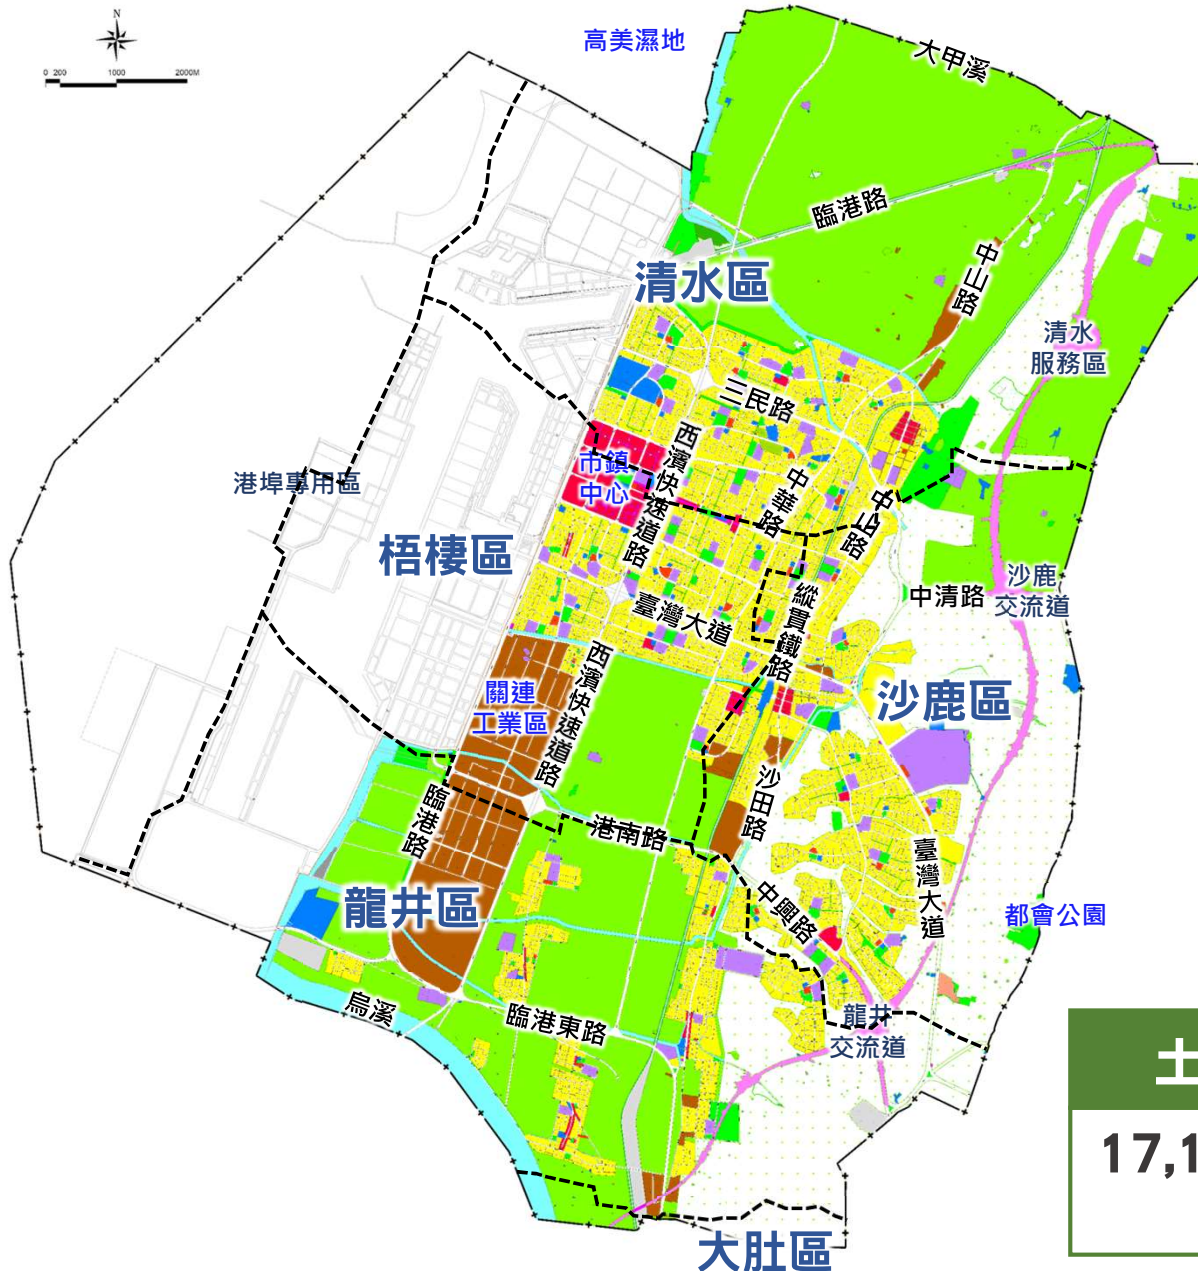 N
0 200 1000 2000M
高美濕地
大甲溪
臨港路
中山路
清水區
清水
服務區
三民路
西濱快速道路
市鎮
中心
中華路
中山路
港埠專用區
梧棲區
縱貫鐵路
中清路
沙鹿
交流道
臺灣大道
西濱快速道路
關連
工業區
沙鹿區
臨港路
港南路
沙田路
臺灣大道
龍井區
中興路
都會公園
烏溪
臨港東路
龍井
交流道
土
17,1
大肚區